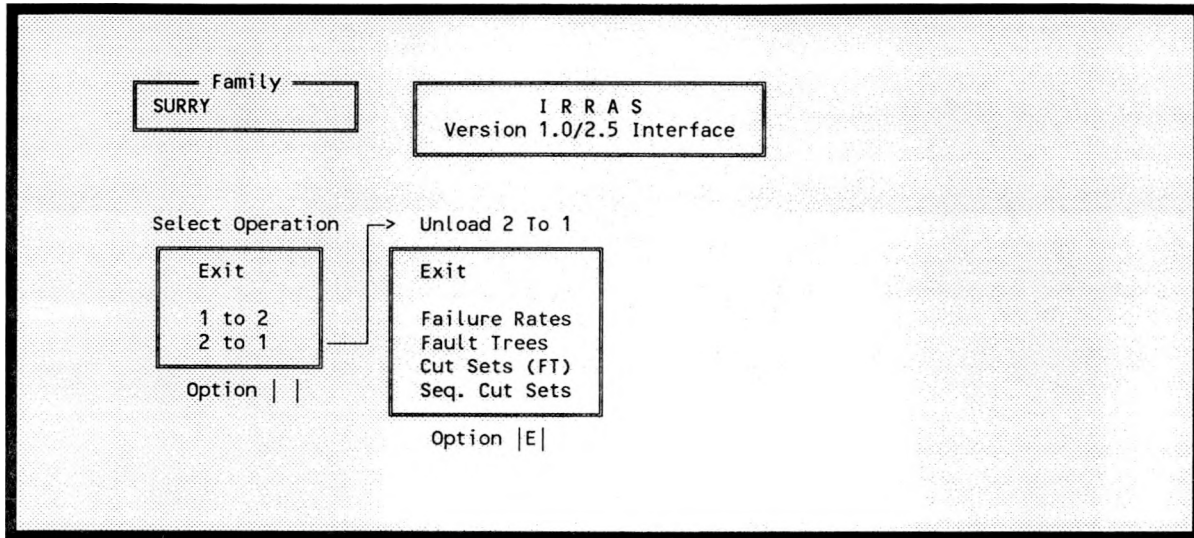 Family
SURRY
I R R A S
Version 1.0/2.5 Interface
Select Operation
Exit
1 to 2
2 to 1
Option | |
Unload 2 To 1
Exit
Failure Rates
Fault Trees
Cut Sets (FT)
Seq. Cut Sets
Option |E|